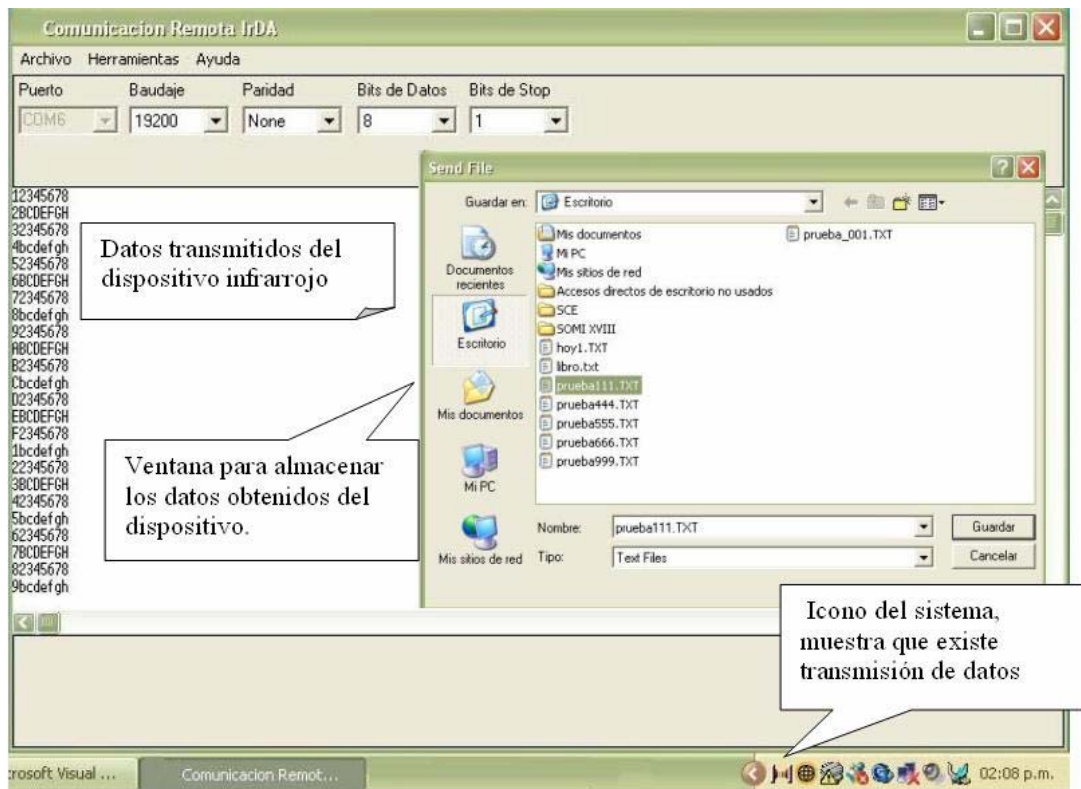 Comunicacion Remota IrDA
Archivo Herramientas Ayuda
Puerto Baudaje Paridad Bits de Datos Bits de Stop
COM6 19200 None 8 1
12345678
2BCDEFGH
32345678
4bcdefgh
52345678
6BCDEFGH
72345678
8bcdefgh
92345678
ABCDEFGH
B2345678
Cbcdefgh
D2345678
EBCDEFGH
F2345678
1bcdefgh
22345678
3BCDEFGH
42345678
5bcdefgh
62345678
7BCDEFGH
82345678
9bcdefgh
Datos transmitidos del
dispositivo infrarrojo
Ventana para almacenar
los datos obtenidos del
dispositivo.
Send File
Guardar en: Escritorio
Documentos
recientes
Escritorio
Mis documentos
Mi PC
Mis sitios de red
Mis documentos
Mi PC
Mis sitios de red
Accesos directos de escritorio no usados
SCE
SOMI XVIII
hoy1.TXT
libro.txt
prueba111.TXT
prueba444.TXT
prueba555.TXT
prueba666.TXT
prueba999.TXT
prueba_001.TXT
Nombre: prueba111.TXT Guardar
Tipo: Text Files Cancelar
Icono del sistema,
muestra que existe
transmisión de datos
crosoft Visual ... Comunicacion Remot... 02:08 p.m.